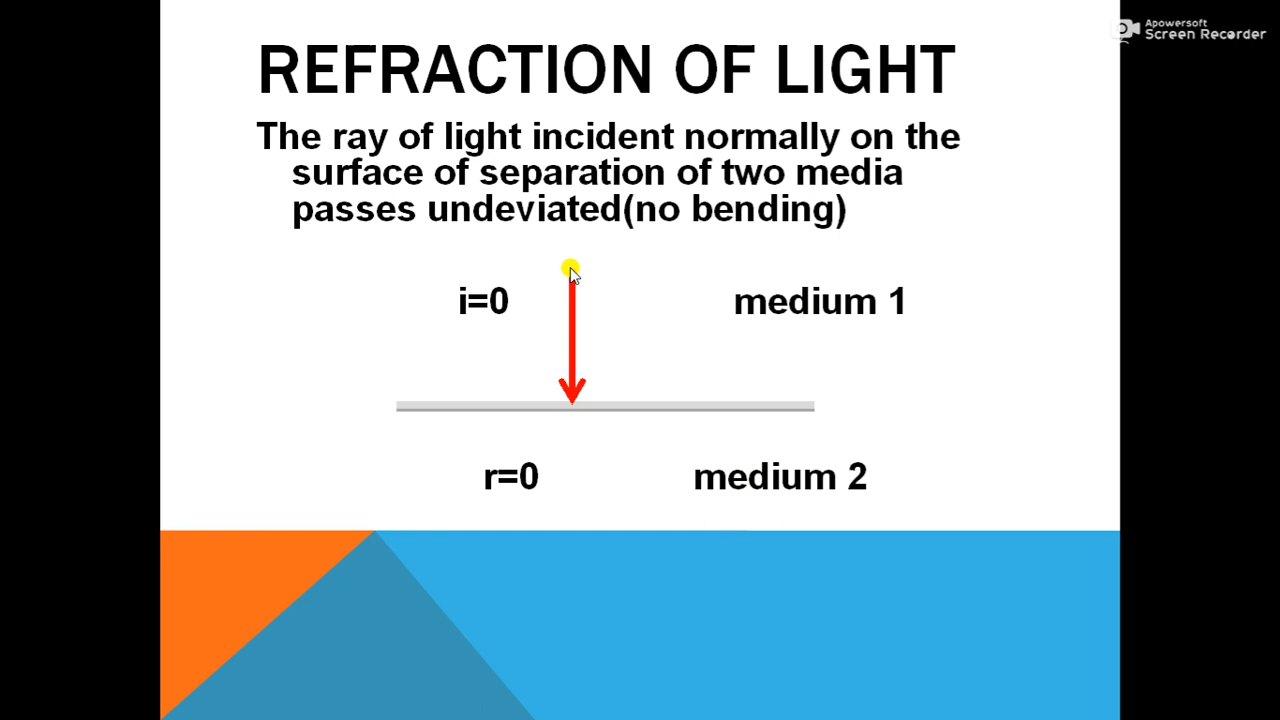 Apowersoft
Screen Recorder
REFRACTION OF LIGHT
The ray of light incident normally on the
surface of separation of two media
passes undeviated(no bending)
i=0 medium 1
r=0 medium 2